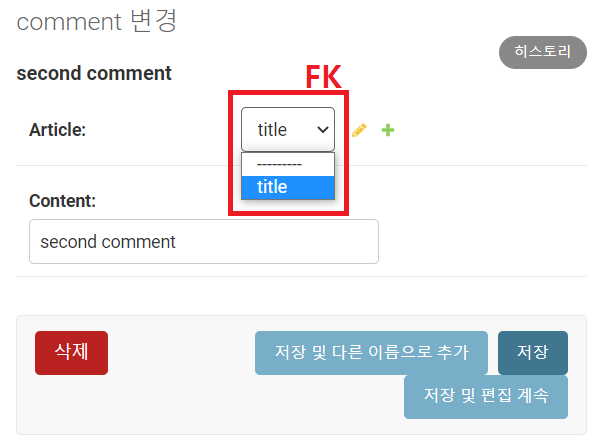 comment 변경
히스토리
second comment
FK
Article:
title
---------
title
Content:
second comment
삭제
저장 및 다른 이름으로 추가
저장
저장 및 편집 계속